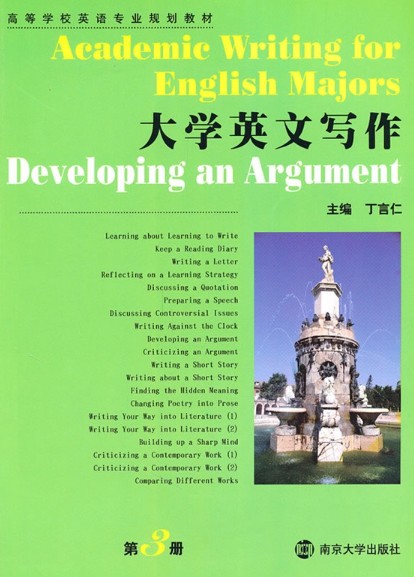 高等学校英语专业规划教材
Academic Writing for
English Majors
大学英文写作
Developing an Argument
主编 丁言仁
Learning about Learning to Write
Keep a Reading Diary
Writing a Letter
Reflecting on a Learning Strategy
Discussing a Quotation
Preparing a Speech
Discussing Controversial Issues
Writing Against the Clock
Developing an Argument
Criticizing an Argument
Writing a Short Story
Writing about a Short Story
Finding the Hidden Meaning
Changing Poetry into Prose
Writing Your Way into Literature (1)
Writing Your Way into Literature (2)
Building up a Sharp Mind
Criticizing a Contemporary Work (1)
Criticizing a Contemporary Work (2)
Comparing Different Works
第3册
南京大学出版社